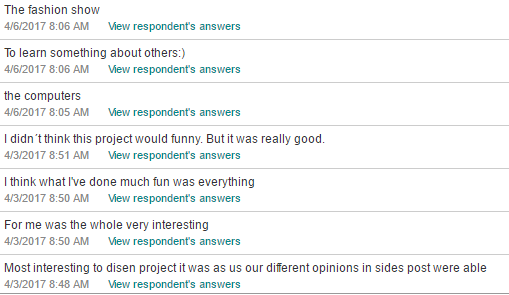 The fashion show
4/6/2017 8:06 AM View respondent's answers
To learn something about others:)
4/6/2017 8:06 AM View respondent's answers
the computers
4/6/2017 8:05 AM View respondent's answers
I didn´t think this project would funny. But it was really good.
4/3/2017 8:51 AM View respondent's answers
I think what I've done much fun was everything
4/3/2017 8:50 AM View respondent's answers
For me was the whole very interesting
4/3/2017 8:50 AM View respondent's answers
Most interesting to disen project it was as us our different opinions in sides post were able
4/3/2017 8:48 AM View respondent's answers